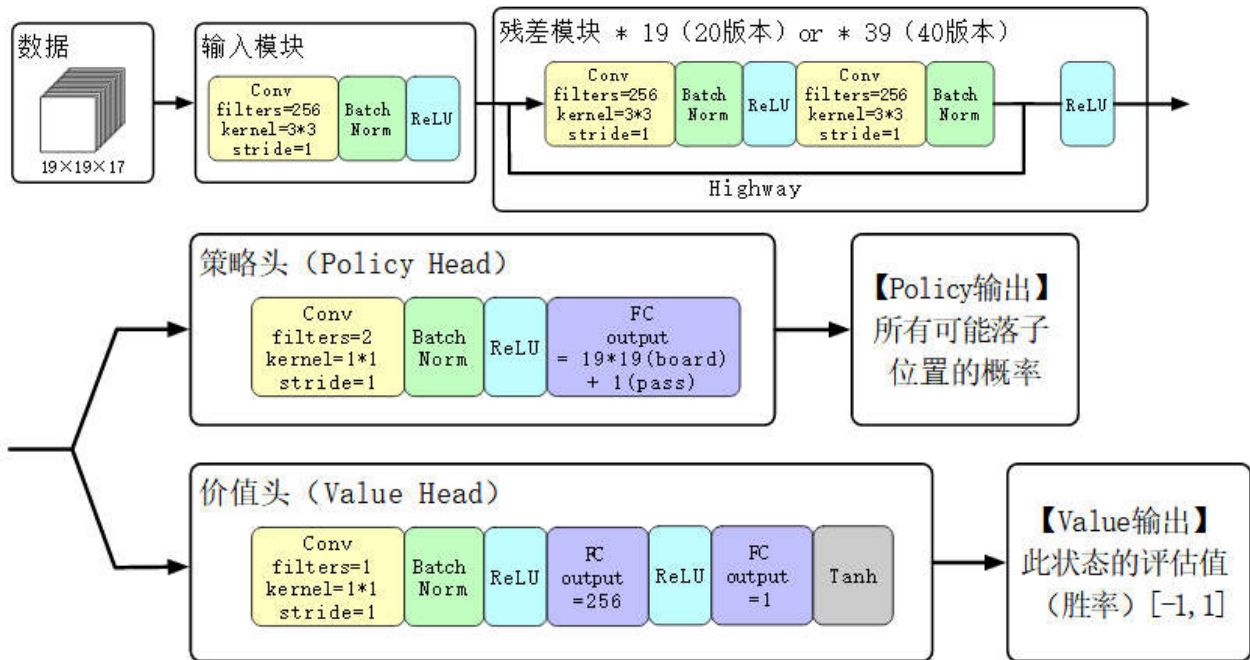 数据
19×19×17
输入模块
Conv
filters=256
kernel=3*3
stride=1
Batch
Norm
ReLU
残差模块 * 19（20版本）or * 39（40版本）
Conv
filters=256
kernel=3*3
stride=1
Batch
Norm
ReLU
Conv
filters=256
kernel=3*3
stride=1
Batch
Norm
ReLU
Highway
策略头（Policy Head）
Conv
filters=2
kernel=1*1
stride=1
Batch
Norm
ReLU
FC
output
= 19*19(board)
+ 1(pass)
【Policy输出】
所有可能落子
位置的概率
价值头（Value Head）
Conv
filters=1
kernel=1*1
stride=1
Batch
Norm
ReLU
FC
output
=256
ReLU
FC
output
=1
Tanh
【Value输出】
此状态的评估值
（胜率）[-1,1]